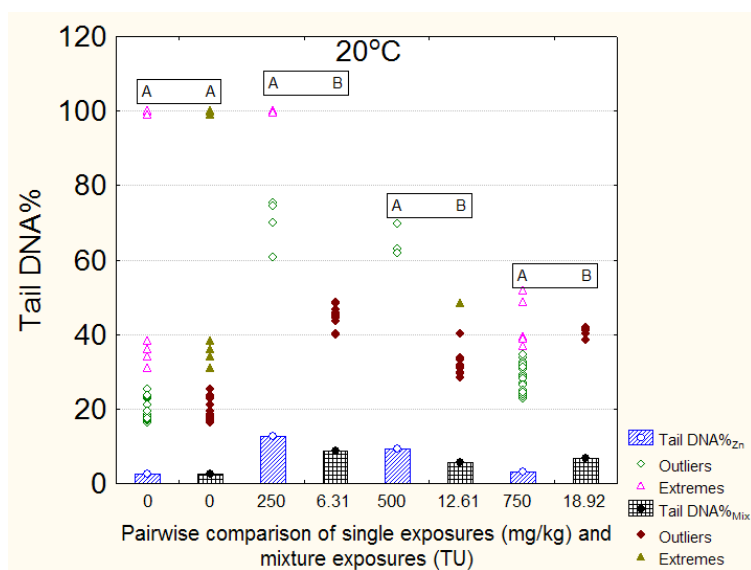 20°C
120
100
80
60
40
20
0
Tail DNA%
A A
A B
A B
A B
0 0 250 6.31 500 12.61 750 18.92
Pairwise comparison of single exposures (mg/kg) and
mixture exposures (TU)
Tail DNA%Zn
Outliers
Extremes
Tail DNA%Mix
Outliers
Extremes